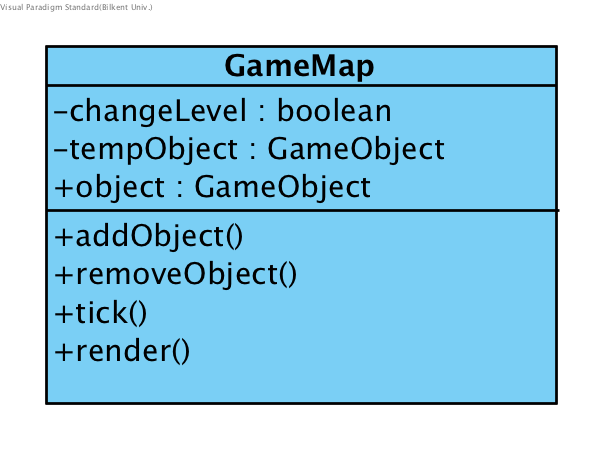 Visual Paradigm Standard(Bilkent Univ.)
GameMap
-changeLevel : boolean
-tempObject : GameObject
+object : GameObject
+addObject()
+removeObject()
+tick()
+render()